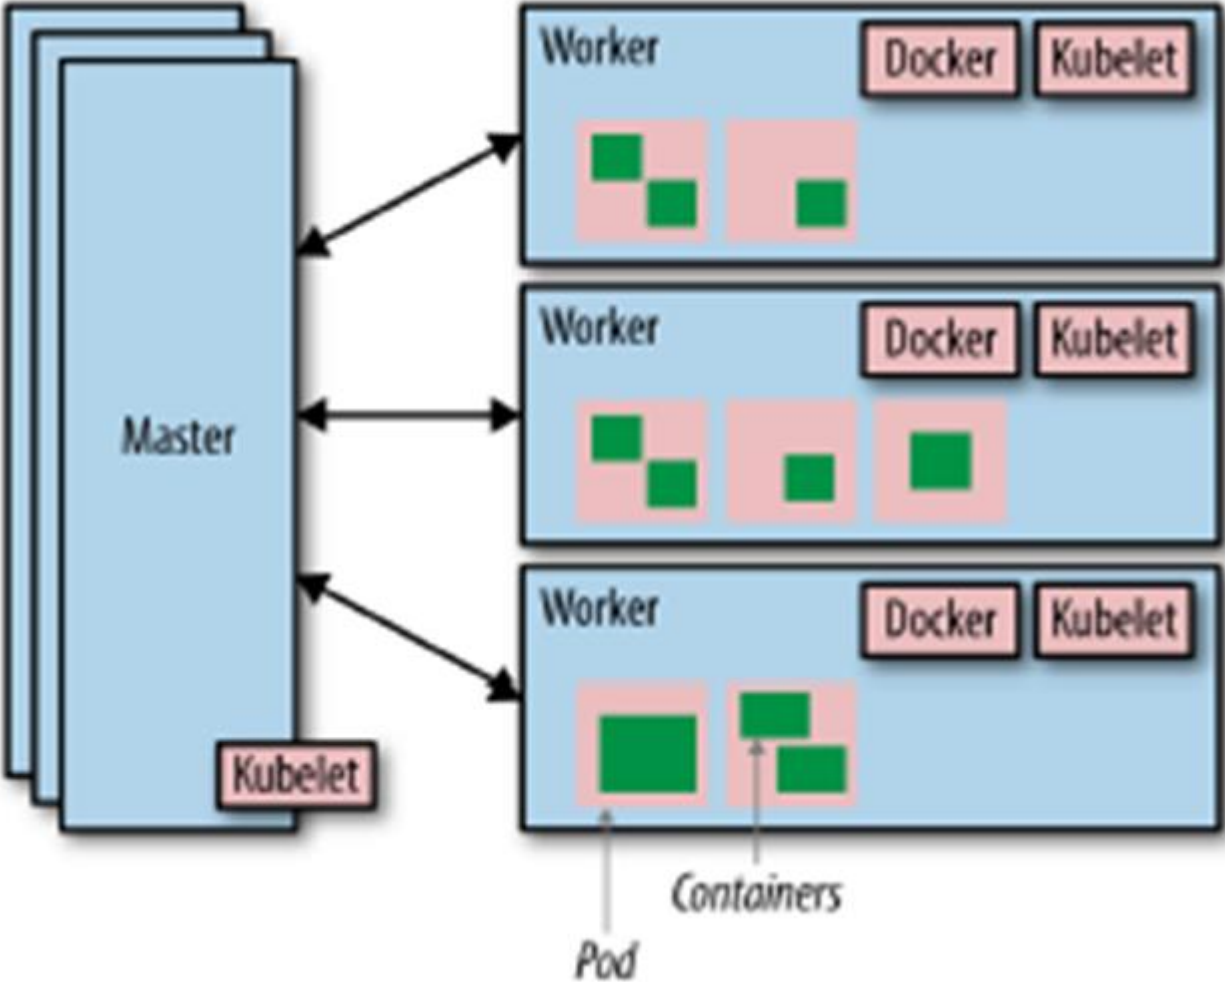 Master
Kubelet
Worker
Docker
Kubelet
Worker
Docker
Kubelet
Worker
Docker
Kubelet
Containers
Pod